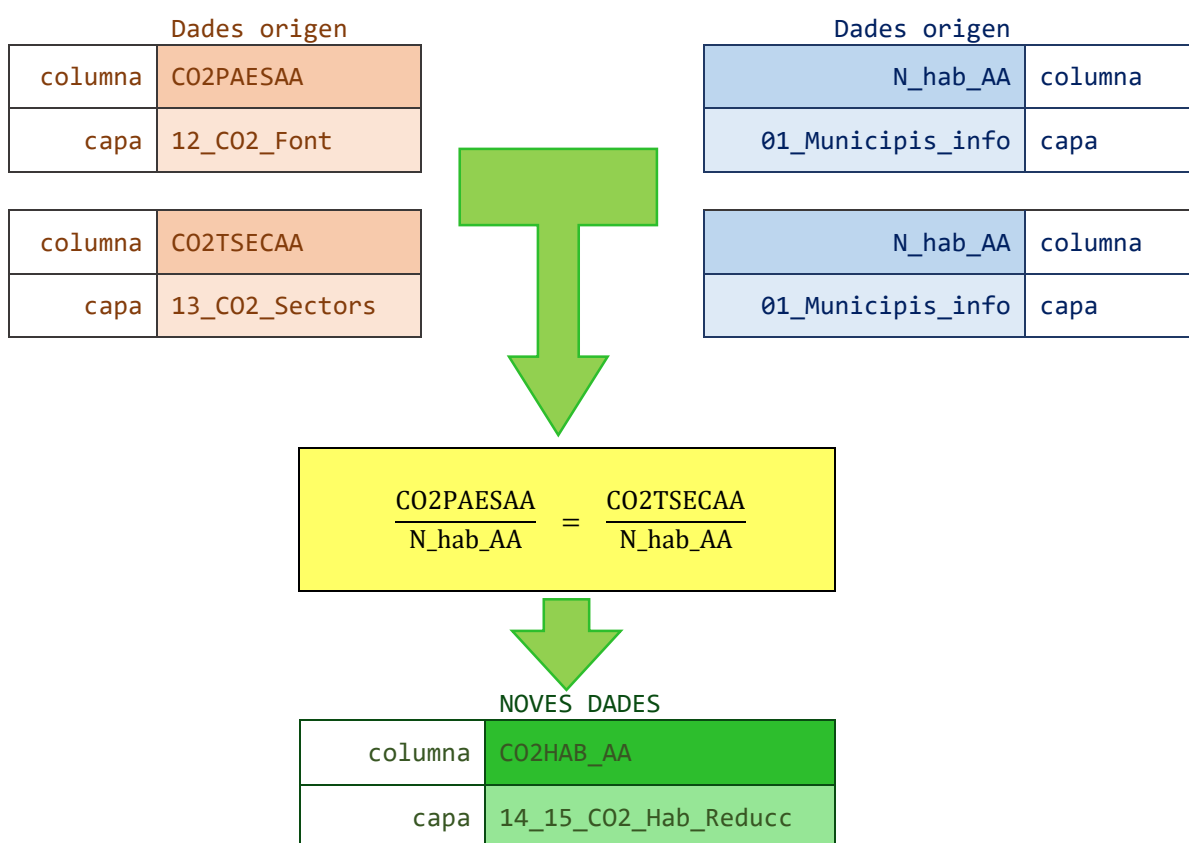 Dades origen
columna CO2PAESAA
capa 12_CO2_Font
columna CO2TSECAA
capa 13_CO2_Sectors
Dades origen
N_hab_AA columna
01_Municipis_info capa
N_hab_AA columna
01_Municipis_info capa
CO2PAESAA / N_hab_AA = CO2TSECAA / N_hab_AA
NOVES DADES
columna CO2HAB_AA
capa 14_15_CO2_Hab_Reducc